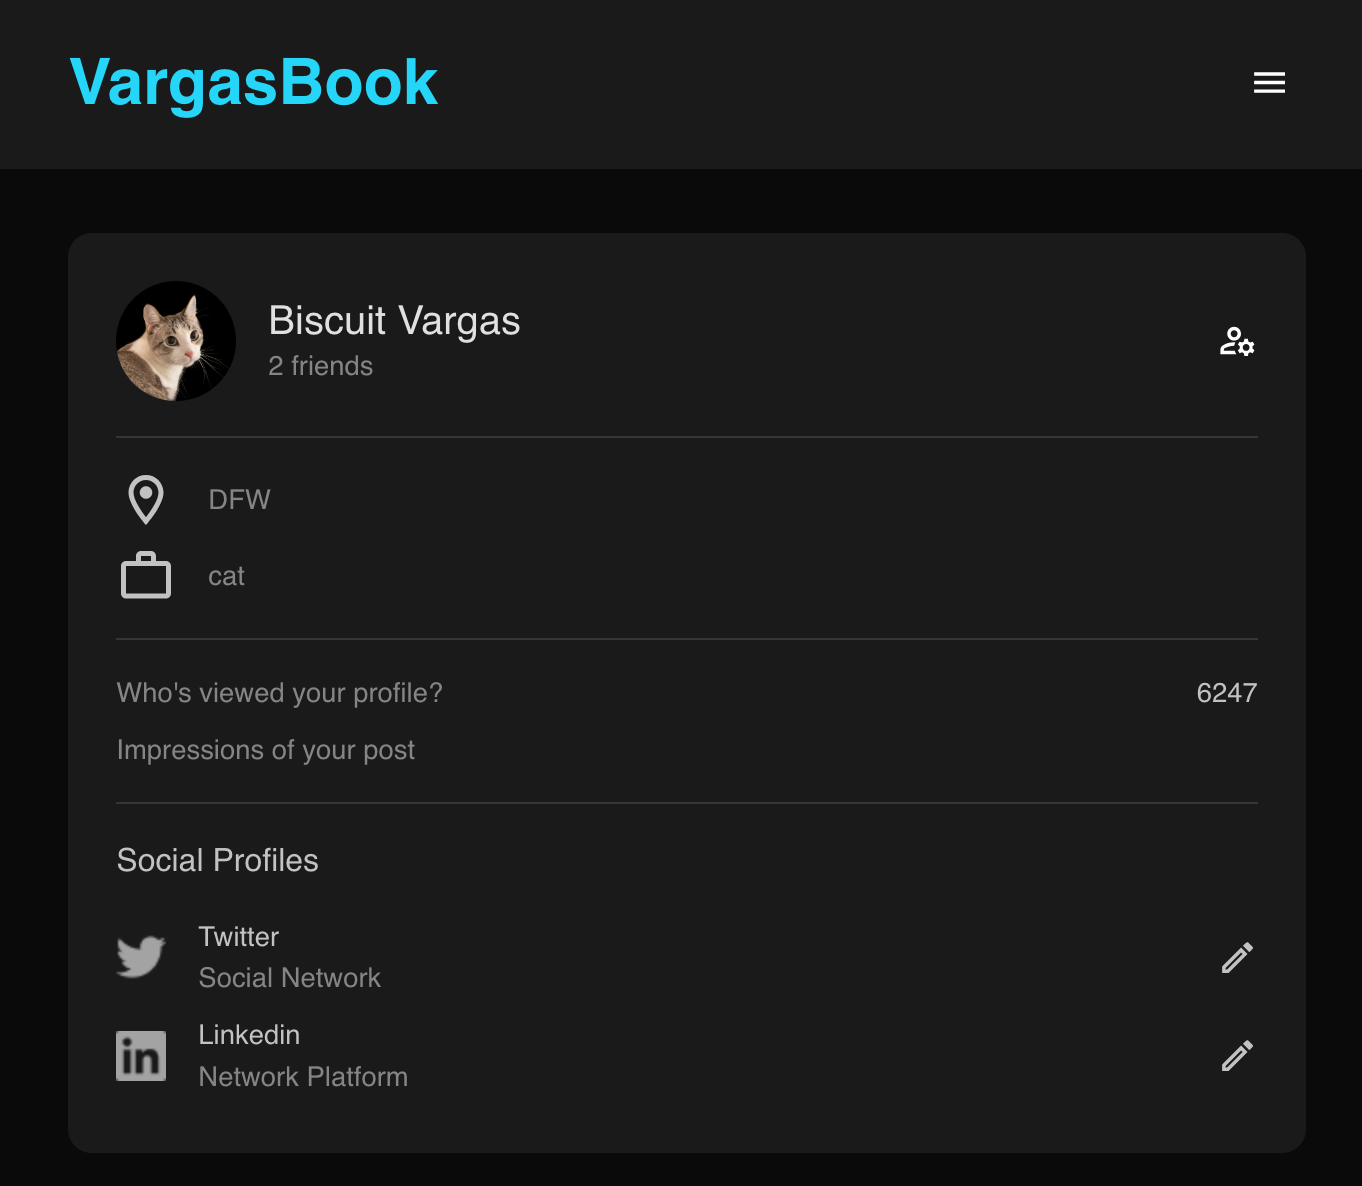 VargasBook
Biscuit Vargas
2 friends
DFW
cat
Who's viewed your profile? 6247
Impressions of your post
Social Profiles
Twitter
Social Network
in
Linkedin
Network Platform